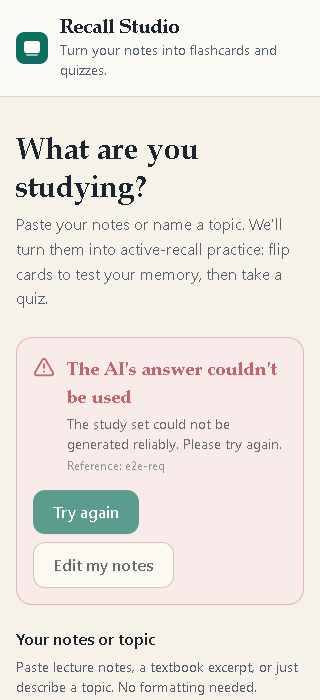 Recall Studio
Turn your notes into flashcards and
quizzes.
What are you
studying?
Paste your notes or name a topic. We'll
turn them into active-recall practice: flip
cards to test your memory, then take a
quiz.
The AI's answer couldn't
be used
The study set could not be
generated reliably. Please try again.
Reference: e2e-req
Try again
Edit my notes
Your notes or topic
Paste lecture notes, a textbook excerpt, or just
describe a topic. No formatting needed.